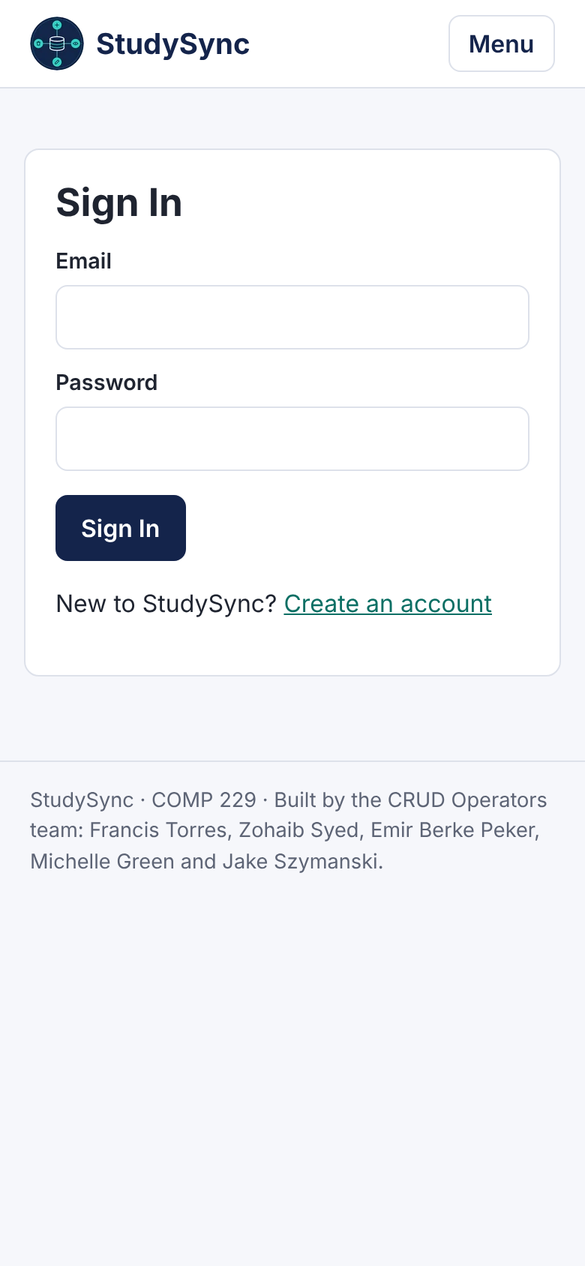 StudySync
Menu
Sign In
Email
Password
Sign In
New to StudySync? Create an account
StudySync · COMP 229 · Built by the CRUD Operators
team: Francis Torres, Zohaib Syed, Emir Berke Peker,
Michelle Green and Jake Szymanski.